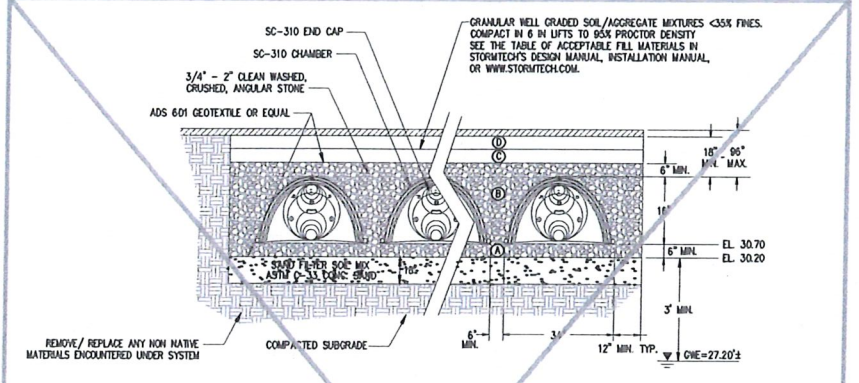 SC-310 END CAP
SC-310 CHAMBER
3/4" - 2" CLEAN WASHED,
CRUSHED, ANGULAR STONE
ADS 601 GEOTEXTILE OR EQUAL
GRANULAR WELL GRADED SOIL/AGGREGATE MIXTURES <35% FINES.
COMPACT IN 6 IN LIFTS TO 95% PROCTOR DENSITY
SEE THE TABLE OF ACCEPTABLE FILL MATERIALS IN
STORMTECH'S DESIGN MANUAL, INSTALLATION MANUAL,
OR WWW.STORMTECH.COM.
D
C
B
A
18" - 96"
MIN. MAX.
6" MIN.
16"
6" MIN.
EL. 30.70
EL. 30.20
SAND FILTER SOIL MIX
ASTM C-33 CONC. SAND
18"
3' MIN.
REMOVE/ REPLACE ANY NON NATIVE
MATERIALS ENCOUNTERED UNDER SYSTEM
COMPACTED SUBGRADE
6"
MIN.
34"
12" MIN. TYP.
GWE=27.20'±